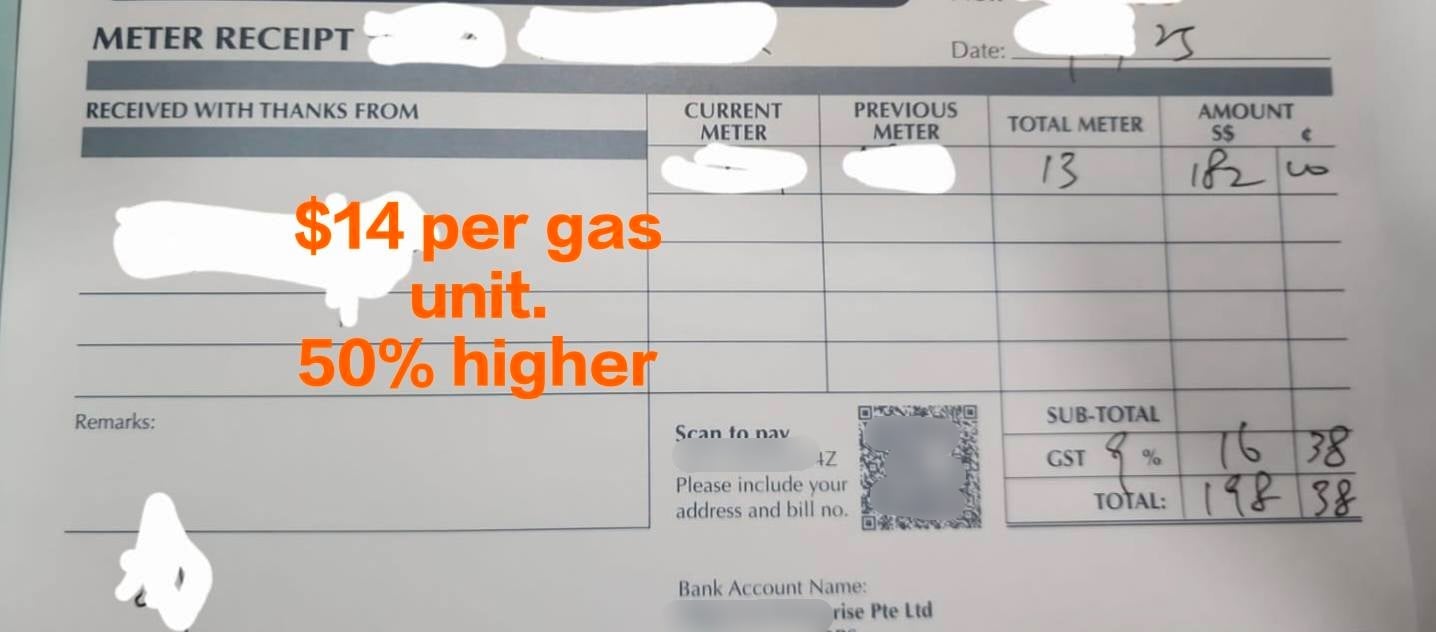 METER RECEIPT
Date: 25
RECEIVED WITH THANKS FROM
CURRENT METER
PREVIOUS METER
TOTAL METER
AMOUNT
S$ ¢
13 182 00
$14 per gas
unit.
50% higher
Remarks:
Scan to pay
4Z
Please include your
address and bill no.
SUB-TOTAL
GST 9 % 16 38
TOTAL: 198 38
Bank Account Name:
rise Pte Ltd